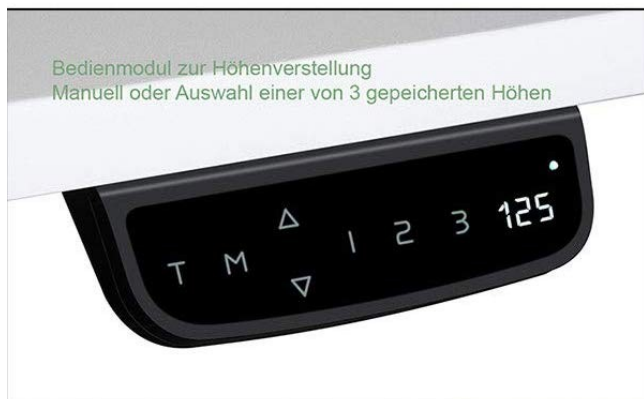 Bedienmodul zur Höhenverstellung
Manuell oder Auswahl einer von 3 gepeicherten Höhen
T M 1 2 3 125